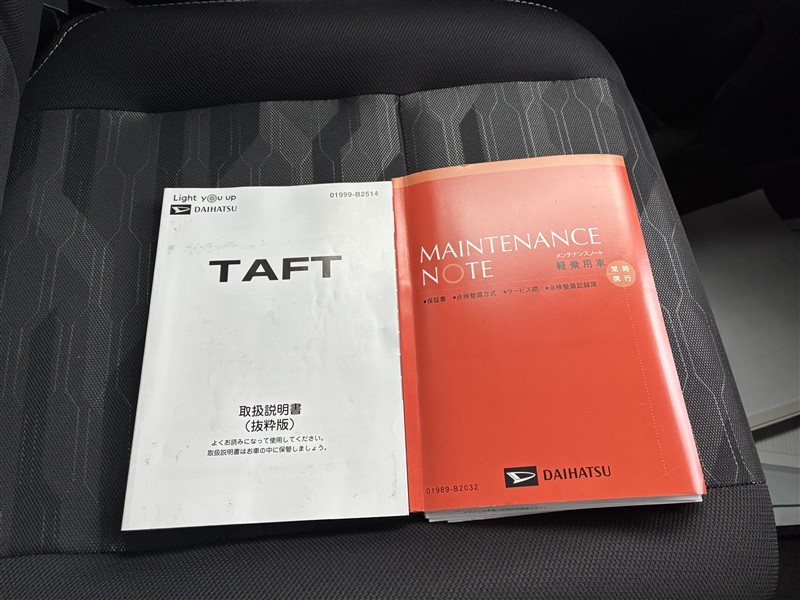 Light you up
01999-B2514
DAIHATSU
TAFT
取扱説明書
(抜粋版)
よくお読みになって使用してください。
取扱説明書はお車の中に保管しましょう。
MAINTENANCE
NOTE
メンテナンスノート
軽乗用車
常時
携行
●保証書 ●点検整備方式 ●サービス網 ●点検整備記録簿
01989-B2032
DAIHATSU